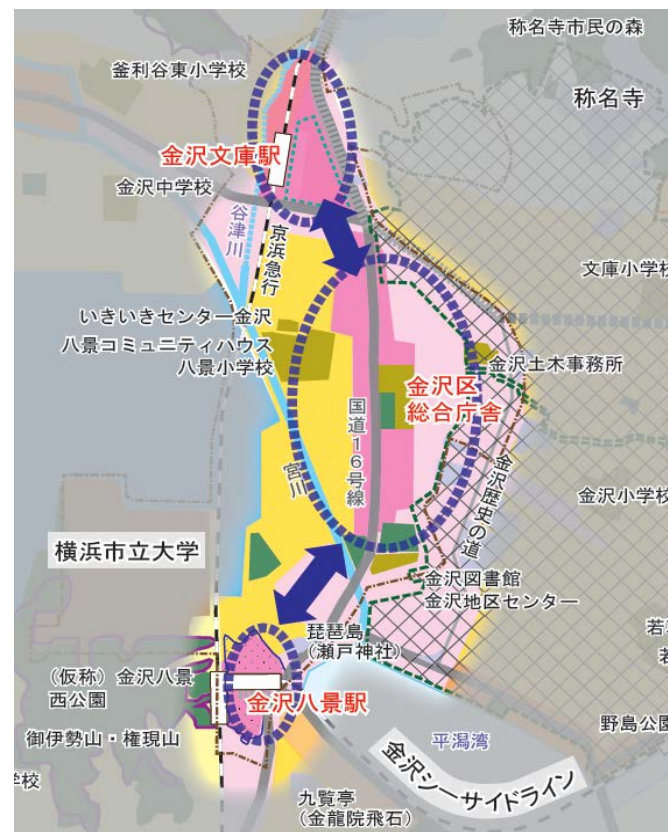 称名寺市民の森
釜利谷東小学校
称名寺
金沢文庫駅
金沢中学校
谷津川
京浜急行
文庫小学校
いきいきセンター金沢
八景コミュニティハウス
八景小学校
金沢土木事務所
金沢区
総合庁舎
国道16号線
宮川
金沢歴史の道
金沢小学校
横浜市立大学
金沢図書館
金沢地区センター
琵琶島
（瀬戸神社）
（仮称）金沢八景
西公園
金沢八景駅
野島公園
御伊勢山・権現山
平潟湾
金沢シーサイドライン
学校
九覧亭
（金龍院飛石）